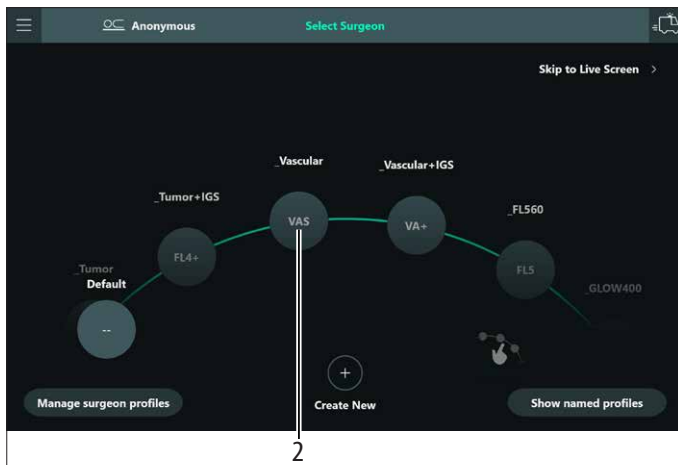 Anonymous
Select Surgeon
Skip to Live Screen
_Vascular
_Vascular+IGS
_Tumor+IGS
VAS
VA+
_FL560
FL4+
FL5
_Tumor
Default
_GLOW400
--
+
Manage surgeon profiles
Create New
Show named profiles
2